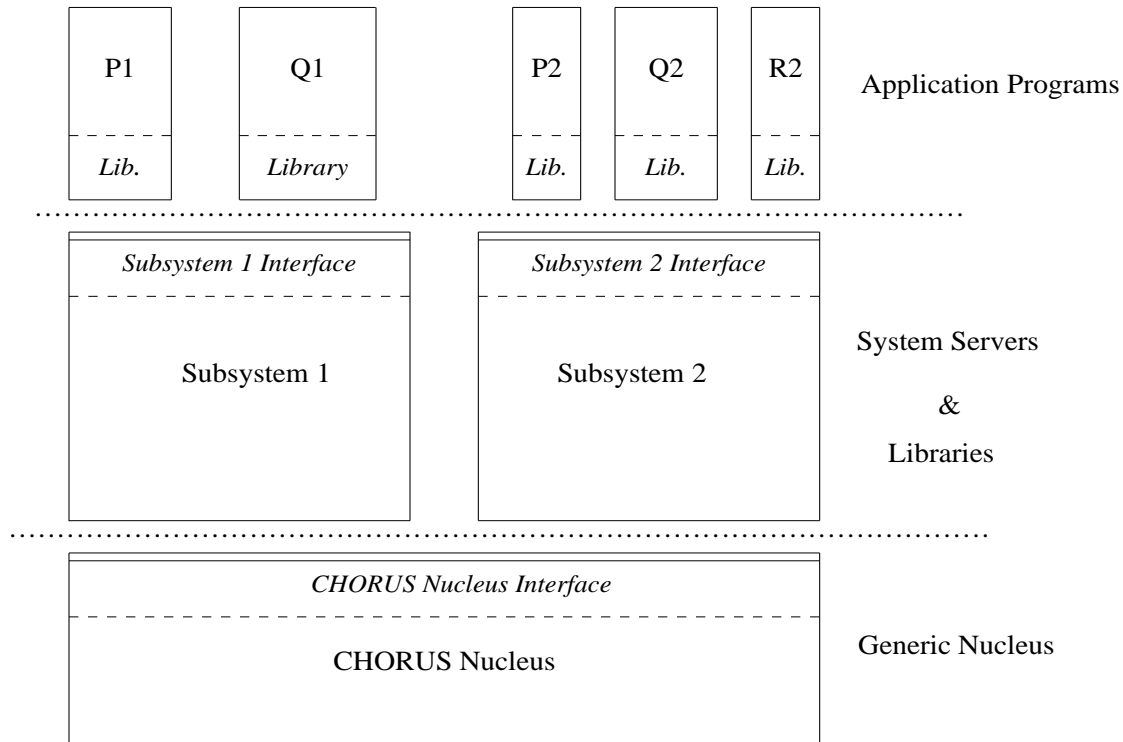 P1 Q1 P2 Q2 R2
Application Programs
Lib. Library Lib. Lib. Lib.
Subsystem 1 Interface Subsystem 2 Interface
System Servers
Subsystem 1 Subsystem 2
&
Libraries
CHORUS Nucleus Interface
Generic Nucleus
CHORUS Nucleus